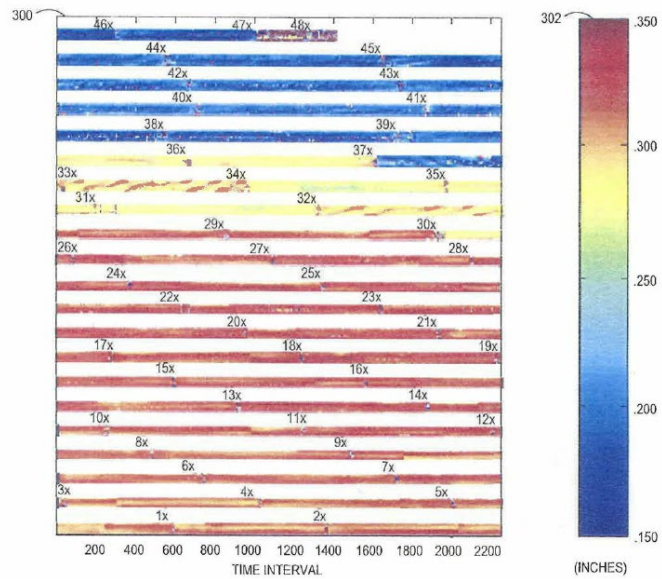 300
302
46x 47x 48x
44x 45x
42x 43x
40x 41x
38x 39x
36x 37x
33x 34x 35x
31x 32x
29x 30x
26x 27x 28x
24x 25x
22x 23x
20x 21x
17x 18x 19x
15x 16x
13x 14x
10x 11x 12x
8x 9x
6x 7x
3x 4x 5x
1x 2x
200 400 600 800 1000 1200 1400 1600 1800 2000 2200
TIME INTERVAL
.350
.300
.250
.200
.150
(INCHES)